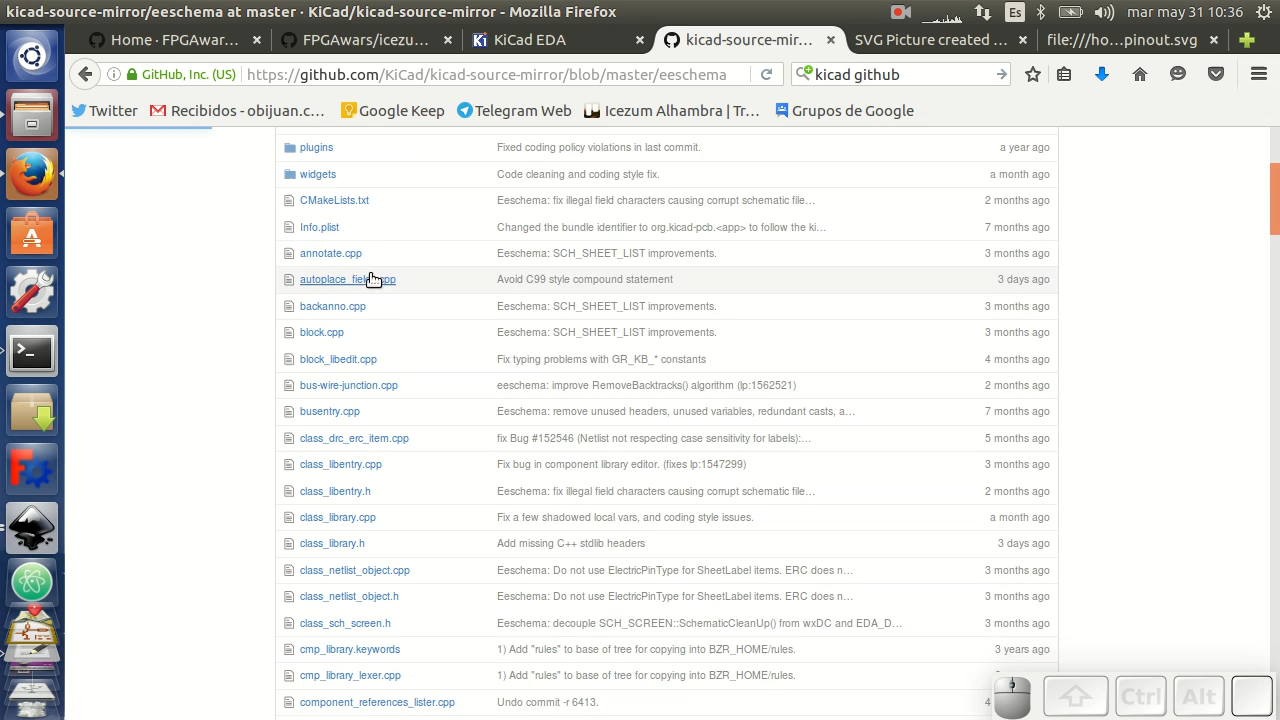 kicad-source-mirror/eeschema at master · KiCad/kicad-source-mirror - Mozilla Firefox
Es
mar may 31 10:36
Home · FPGAwar... ×
FPGAwars/icezu... ×
KiCad EDA ×
kicad-source-mir... ×
SVG Picture created ... ×
file:///ho...pinout.svg ×
GitHub, Inc. (US)
https://github.com/KiCad/kicad-source-mirror/blob/master/eeschema
kicad github
Twitter
Recibidos - obijuan.c...
Google Keep
Telegram Web
Icezum Alhambra | Tr...
Grupos de Google
plugins Fixed coding policy violations in last commit. a year ago
widgets Code cleaning and coding style fix. a month ago
CMakeLists.txt Eeschema: fix illegal field characters causing corrupt schematic file... 2 months ago
Info.plist Changed the bundle identifier to org.kicad-pcb.<app> to follow the ki... 7 months ago
annotate.cpp Eeschema: SCH_SHEET_LIST improvements. 3 months ago
autoplace_fields.cpp Avoid C99 style compound statement 3 days ago
backanno.cpp Eeschema: SCH_SHEET_LIST improvements. 3 months ago
block.cpp Eeschema: SCH_SHEET_LIST improvements. 3 months ago
block_libedit.cpp Fix typing problems with GR_KB_* constants 4 months ago
bus-wire-junction.cpp eeschema: improve RemoveBacktracks() algorithm (lp:1562521) 2 months ago
busentry.cpp Eeschema: remove unused headers, unused variables, redundant casts, a... 7 months ago
class_drc_erc_item.cpp fix Bug #152546 (Netlist not respecting case sensitivity for labels):... 5 months ago
class_libentry.cpp Fix bug in component library editor. (fixes lp:1547299) 3 months ago
class_libentry.h Eeschema: fix illegal field characters causing corrupt schematic file... 2 months ago
class_library.cpp Fix a few shadowed local vars, and coding style issues. a month ago
class_library.h Add missing C++ stdlib headers 3 days ago
class_netlist_object.cpp Eeschema: Do not use ElectricPinType for SheetLabel items. ERC does n... 3 months ago
class_netlist_object.h Eeschema: Do not use ElectricPinType for SheetLabel items. ERC does n... 3 months ago
class_sch_screen.h Eeschema: decouple SCH_SCREEN::SchematicCleanUp() from wxDC and EDA_D... 3 months ago
cmp_library.keywords 1) Add "rules" to base of tree for copying into BZR_HOME/rules. 3 years ago
cmp_library_lexer.cpp 1) Add "rules" to base of tree for copying into BZR_HOME/rules.
component_references_lister.cpp Undo commit -r 6413. 4
Ctrl
Alt